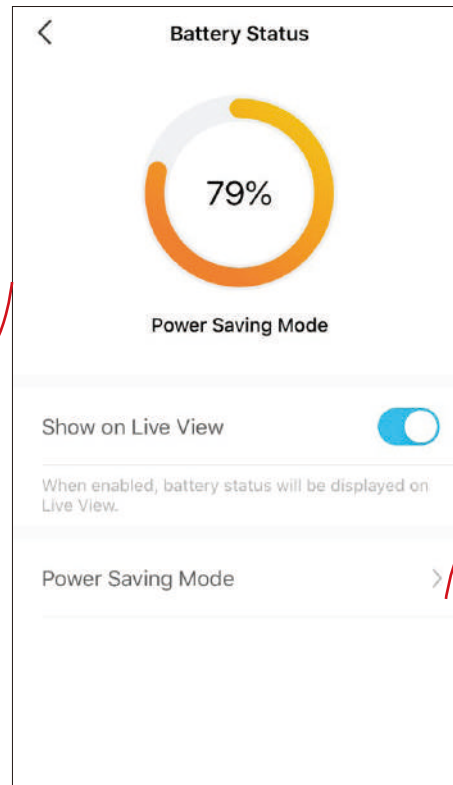 Battery Status
79%
Power Saving Mode
Show on Live View
When enabled, battery status will be displayed on
Live View.
Power Saving Mode